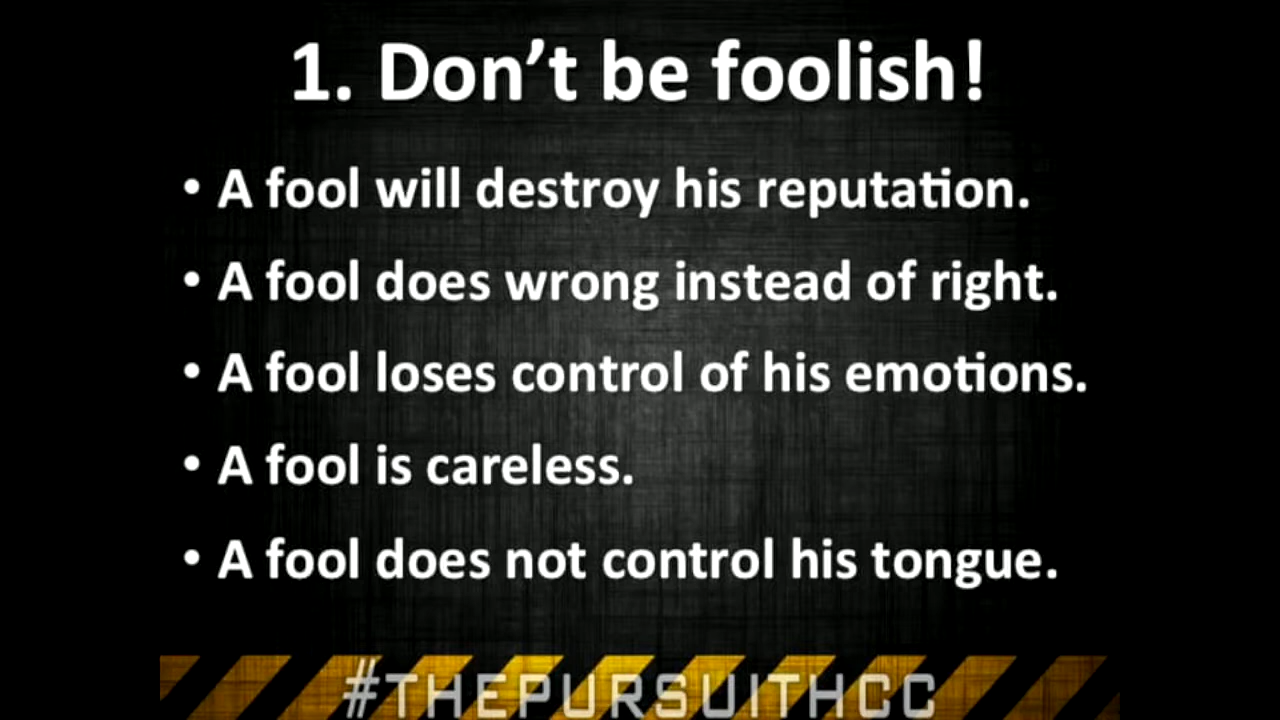 1. Don’t be foolish!
• A fool will destroy his reputation.
• A fool does wrong instead of right.
• A fool loses control of his emotions.
• A fool is careless.
• A fool does not control his tongue.
#THEPURSUITHCC